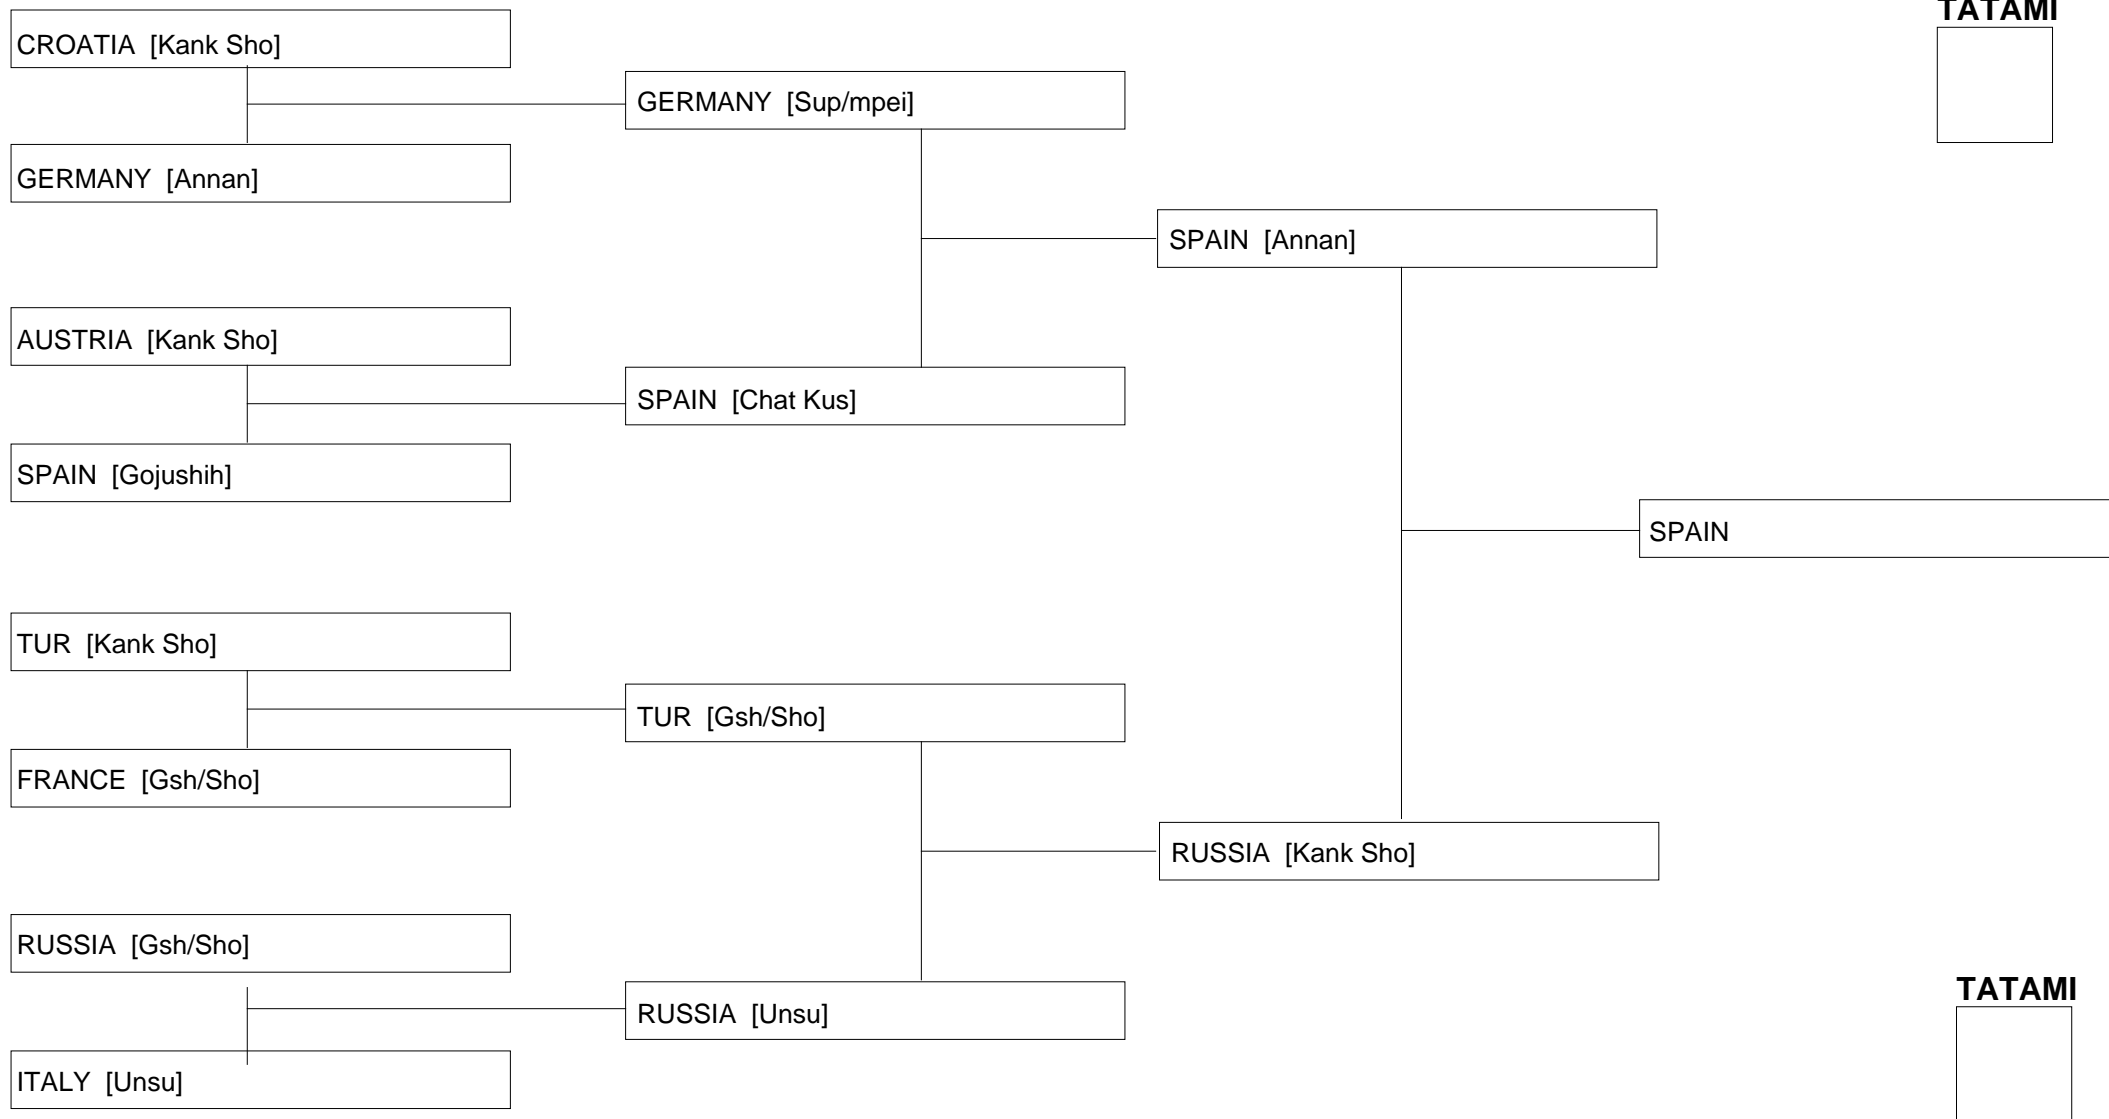 TATAMI
CROATIA [Kank Sho]
GERMANY [Sup/mpei]
GERMANY [Annan]
SPAIN [Annan]
AUSTRIA [Kank Sho]
SPAIN [Chat Kus]
SPAIN [Gojushih]
SPAIN
TUR [Kank Sho]
TUR [Gsh/Sho]
FRANCE [Gsh/Sho]
RUSSIA [Kank Sho]
RUSSIA [Gsh/Sho]
TATAMI
RUSSIA [Unsu]
ITALY [Unsu]